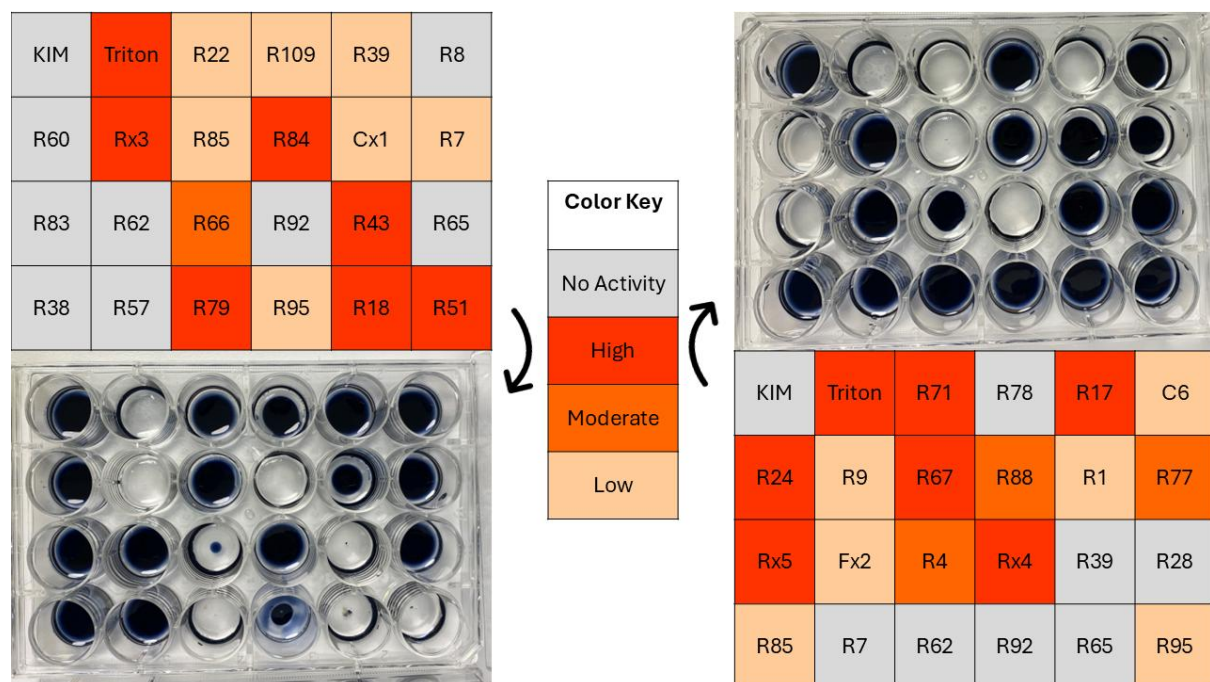 KIM Triton R22 R109 R39 R8
R60 Rx3 R85 R84 Cx1 R7
R83 R62 R66 R92 R43 R65
R38 R57 R79 R95 R18 R51
Color Key
No Activity
High
Moderate
Low
KIM Triton R71 R78 R17 C6
R24 R9 R67 R88 R1 R77
Rx5 Fx2 R4 Rx4 R39 R28
R85 R7 R62 R92 R65 R95